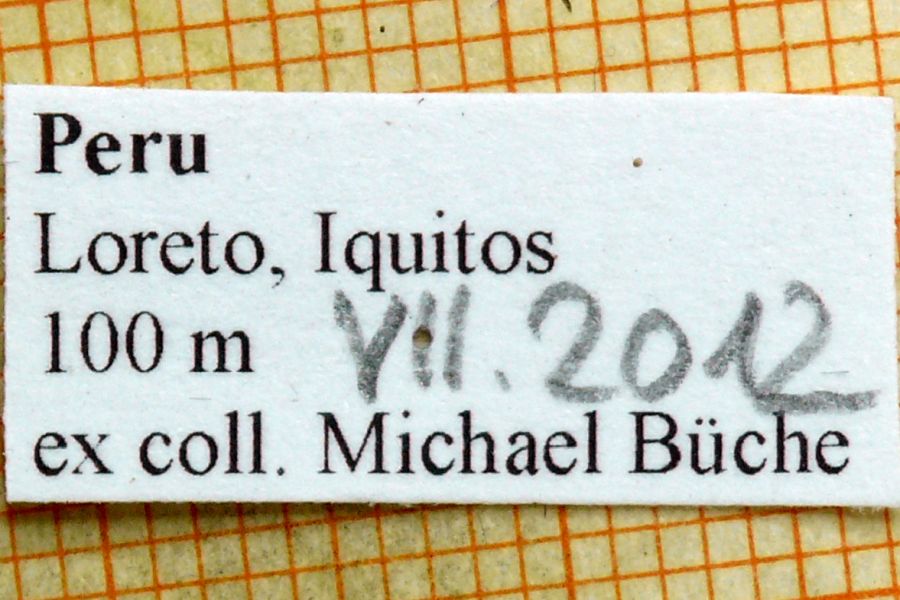 Peru
Loreto, Iquitos
100 m VII. 2012
ex coll. Michael Büche